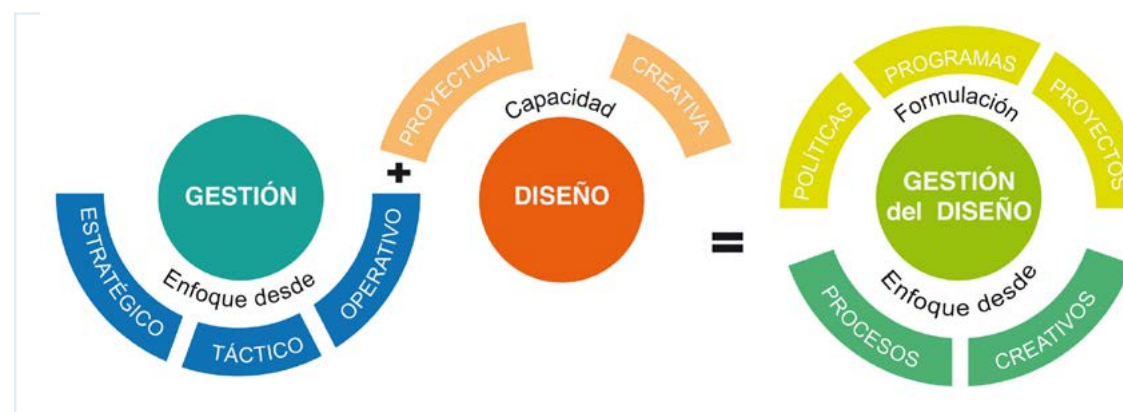 GESTIÓN
Enfoque desde
ESTRATÉGICO
TÁCTICO
OPERATIVO
+
PROYECTUAL
CREATIVA
Capacidad
DISEÑO
=
POLÍTICAS
PROGRAMAS
PROYECTOS
Formulación
GESTIÓN
del DISEÑO
Enfoque desde
PROCESOS
CREATIVOS